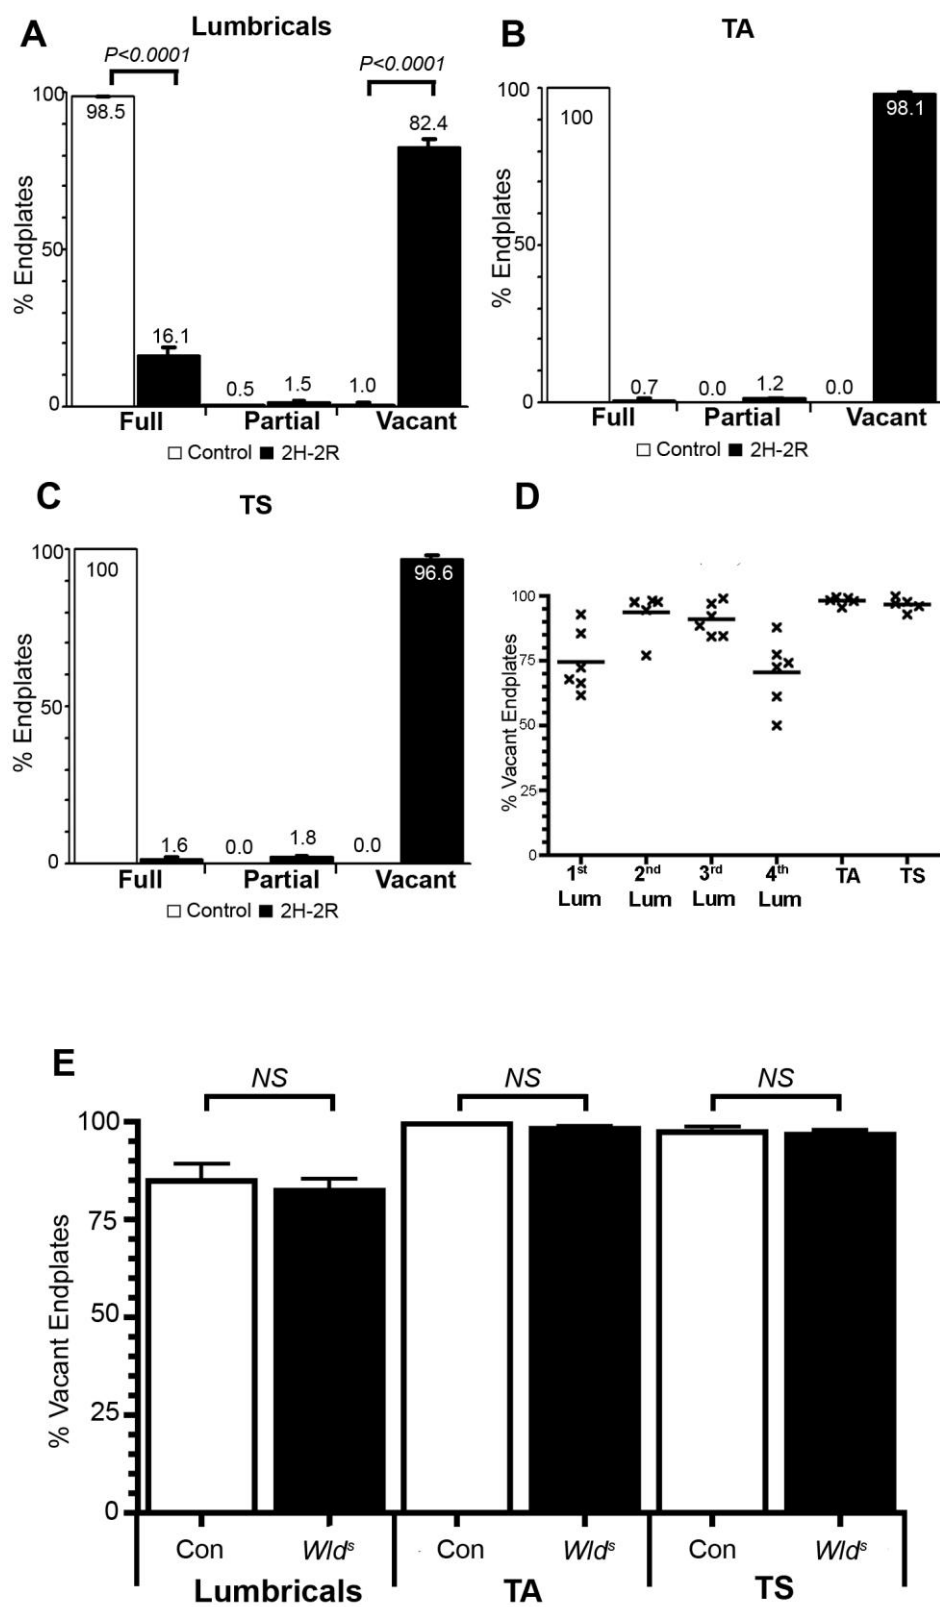 A
Lumbricals
P<0.0001
P<0.0001
100
98.5
82.4
% Endplates
50
16.1
0.5
1.5
1.0
0
Full
Partial
Vacant
Control
2H-2R
B
TA
100
100
98.1
% Endplates
50
0.7
0.0
1.2
0.0
0
Full
Partial
Vacant
Control
2H-2R
C
TS
100
100
96.6
% Endplates
50
1.6
0.0
1.8
0.0
0
Full
Partial
Vacant
Control
2H-2R
D
100
75
% Vacant Endplates
50
25
0
1st Lum
2nd Lum
3rd Lum
4th Lum
TA
TS
E
NS
NS
NS
100
75
% Vacant Endplates
50
25
0
Con
Wlds
Con
Wlds
Con
Wlds
Lumbricals
TA
TS